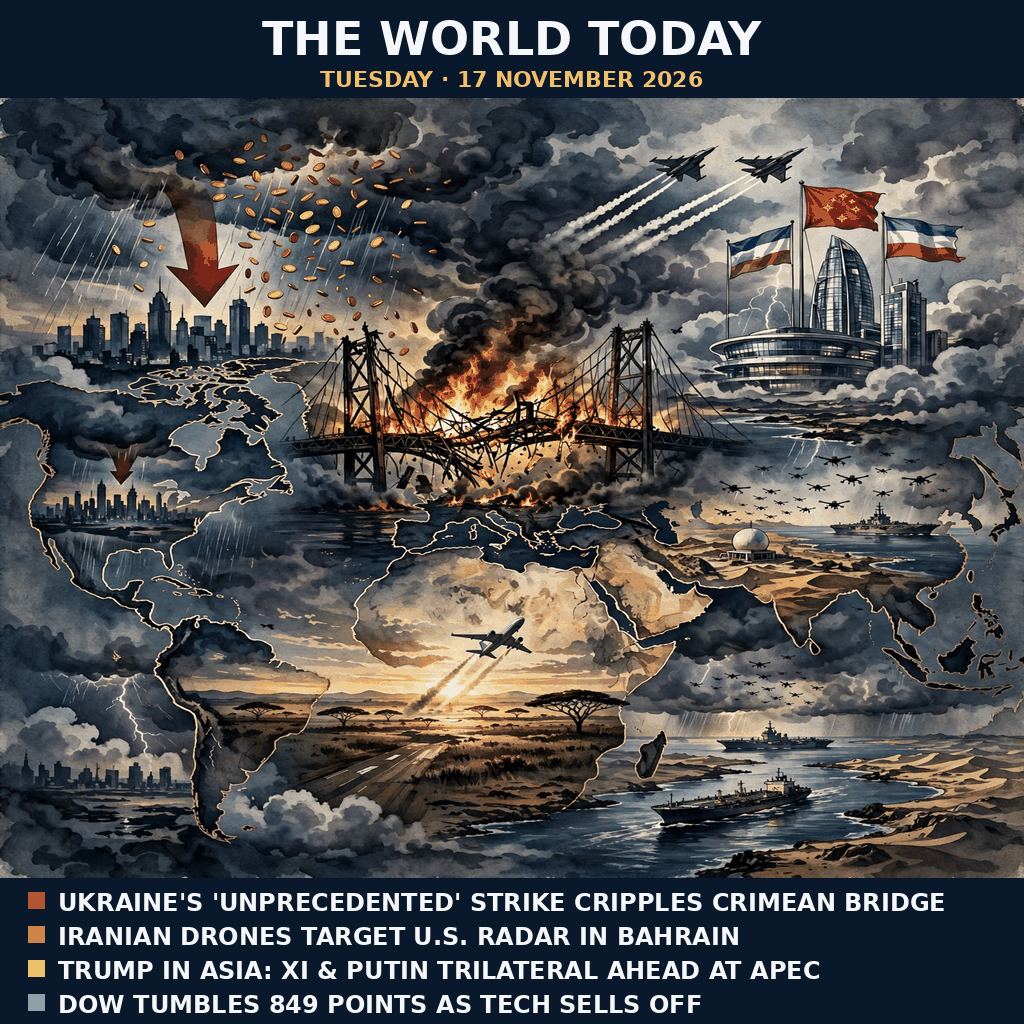 THE WORLD TODAY
TUESDAY · 17 NOVEMBER 2026
UKRAINE'S 'UNPRECEDENTED' STRIKE CRIPPLES CRIMEAN BRIDGE
IRANIAN DRONES TARGET U.S. RADAR IN BAHRAIN
TRUMP IN ASIA: XI & PUTIN TRILATERAL AHEAD AT APEC
DOW TUMBLES 849 POINTS AS TECH SELLS OFF